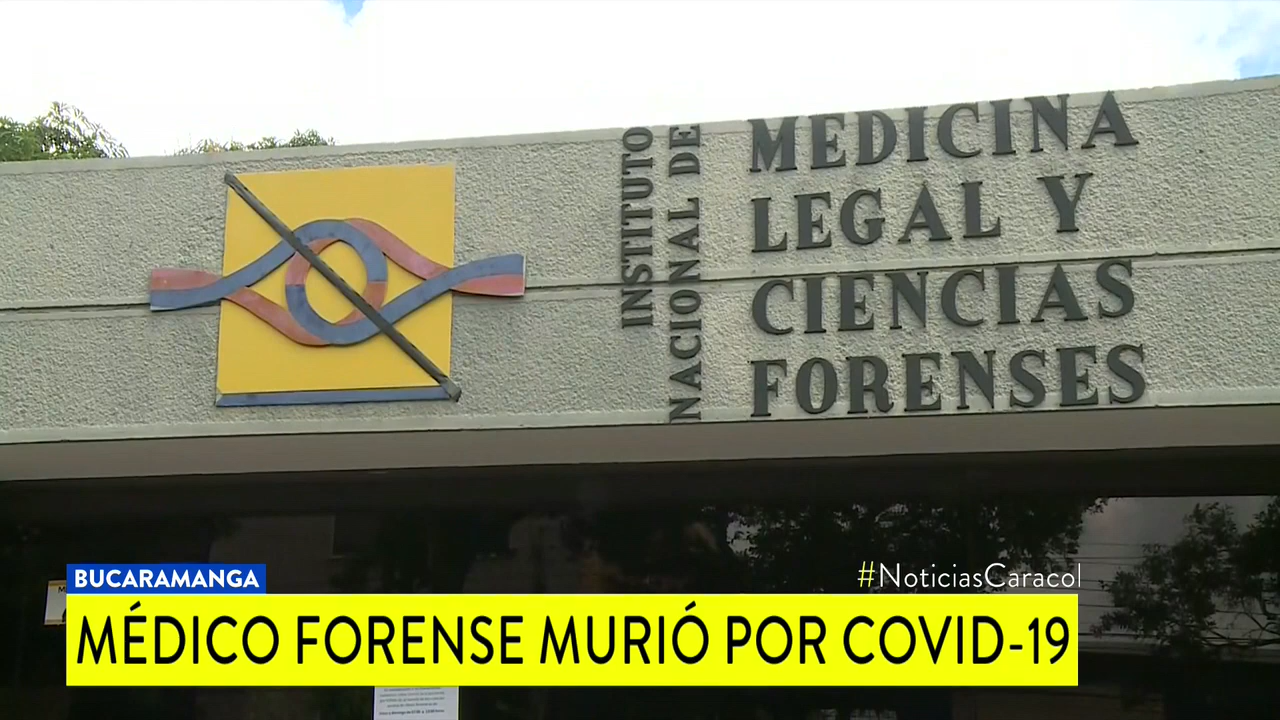 INSTITUTO
NACIONAL DE
MEDICINA
LEGAL Y
CIENCIAS
FORENSES
BUCARAMANGA
#NoticiasCaracol
MÉDICO FORENSE MURIÓ POR COVID-19